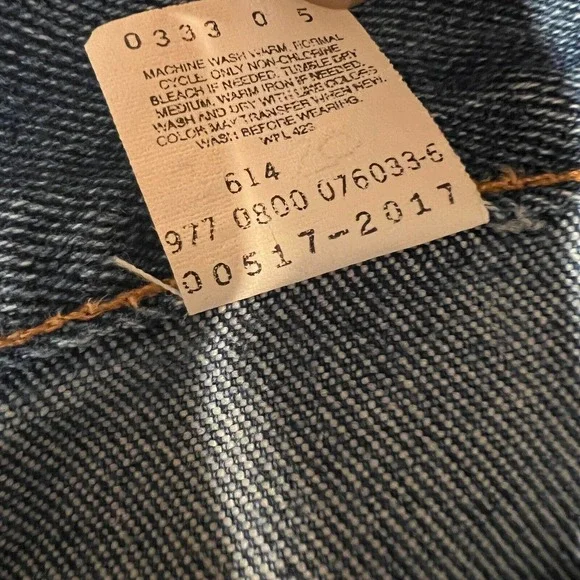 0333 0 5
MACHINE WASH WARM, NORMAL
CYCLE. ONLY NON-CHLORINE
BLEACH IF NEEDED. TUMBLE DRY
MEDIUM. WARM IRON IF NEEDED.
WASH AND DRY WITH LIKE COLORS
COLOR MAY TRANSFER WHEN NEW.
WASH BEFORE WEARING.
WPL 423
614
977 0800 076033-6
00517-2017